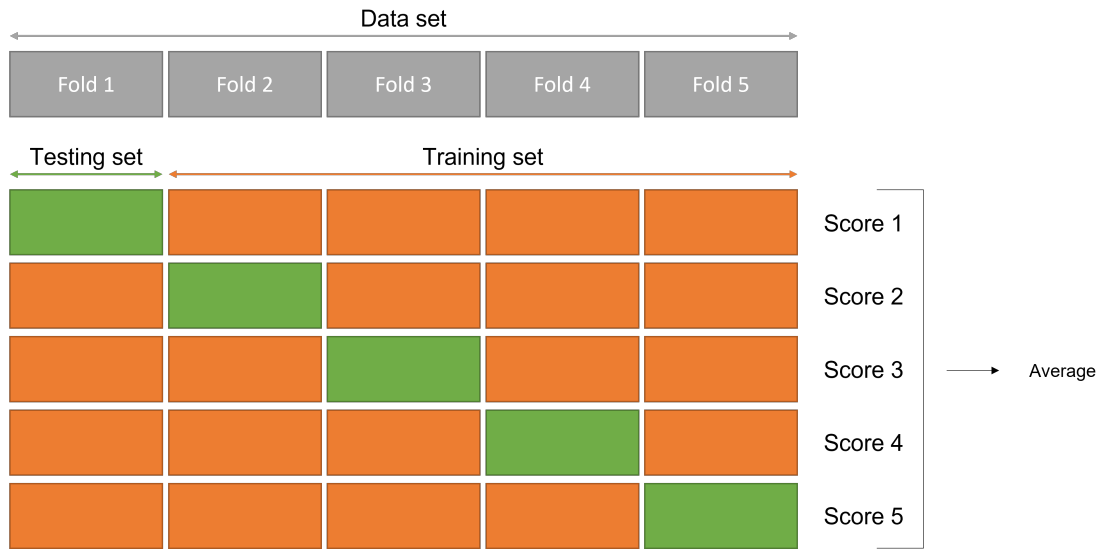 Data set
Fold 1 Fold 2 Fold 3 Fold 4 Fold 5
Testing set Training set
Score 1
Score 2
Score 3
Average
Score 4
Score 5